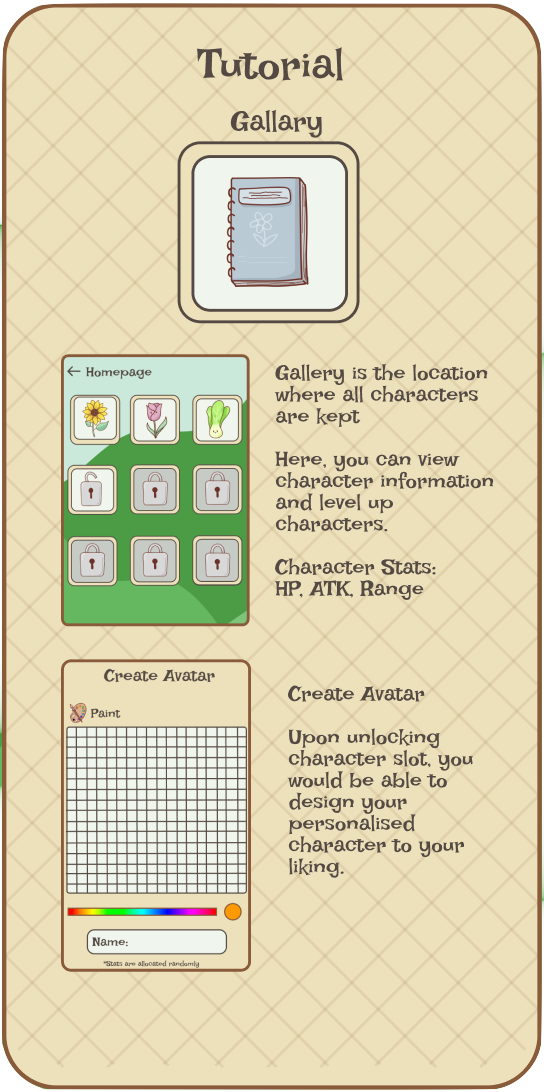 Tutorial
Gallary
← Homepage
Gallery is the location
where all characters
are kept
Here, you can view
character information
and level up
characters.
Character Stats:
HP, ATK, Range
Create Avatar
Paint
Name:
*Stats are allocated randomly
Create Avatar
Upon unlocking
character slot, you
would be able to
design your
personalised
character to your
liking.